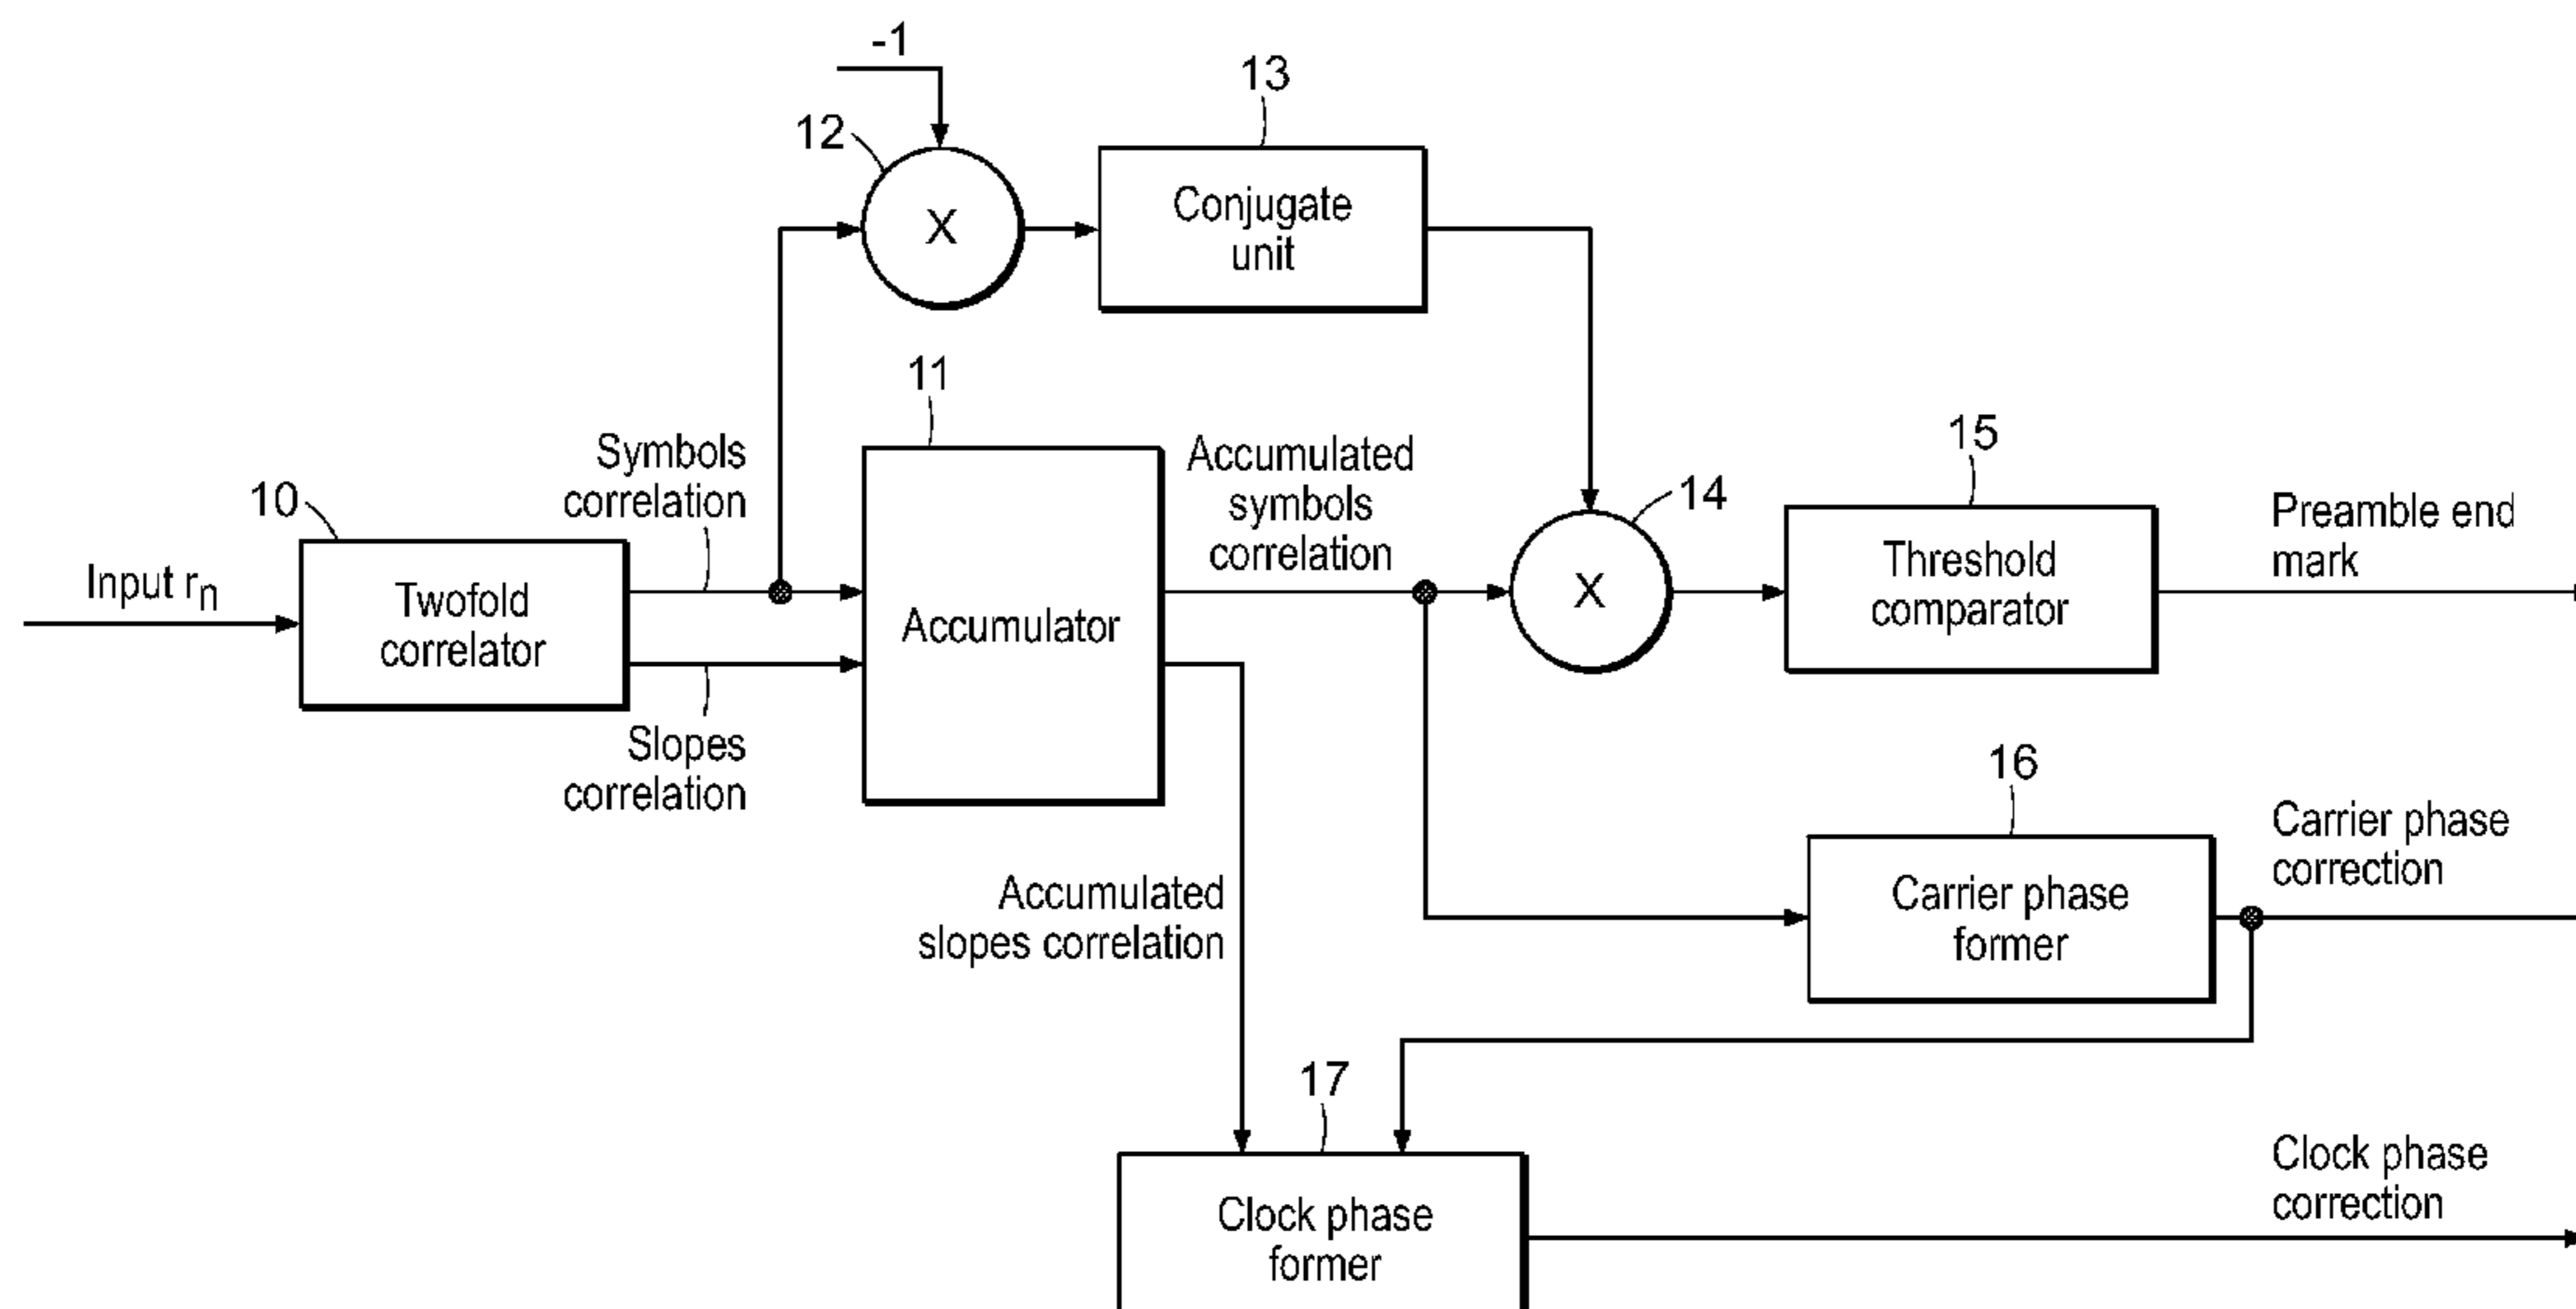 -1
13
12
X
Conjugate
unit
11
Symbols
correlation
Accumulated
symbols
correlation
15
14
10
Input rn
Twofold
correlator
Accumulator
X
Threshold
comparator
Preamble end
mark
Slopes
correlation
16
Carrier phase
correction
Accumulated
slopes correlation
Carrier phase
former
17
Clock phase
correction
Clock phase
former